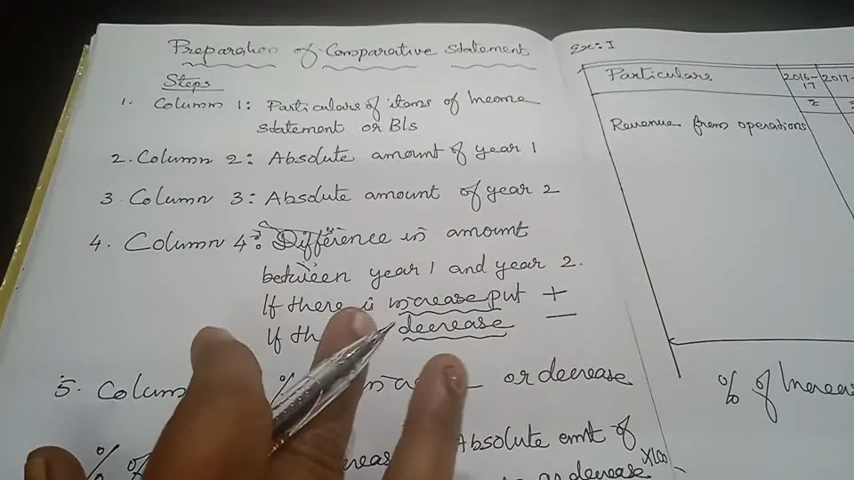 Preparation of Comparative Statement
Steps
1. Column 1: Particulars of items of Income
statement or B/s
2. Column 2: Absolute amount of year 1
3 Column 3: Absolute amount of year 2
4. Column 4: Difference in amount
between year 1 and year 2.
If there is increase put +
If th decrease —
5. Colum % or decrease
% of Absolute amt of
or decrease X100
Ex: I
Particulars 2016-17 2017-
₹
Revenue from operations
% of Increas